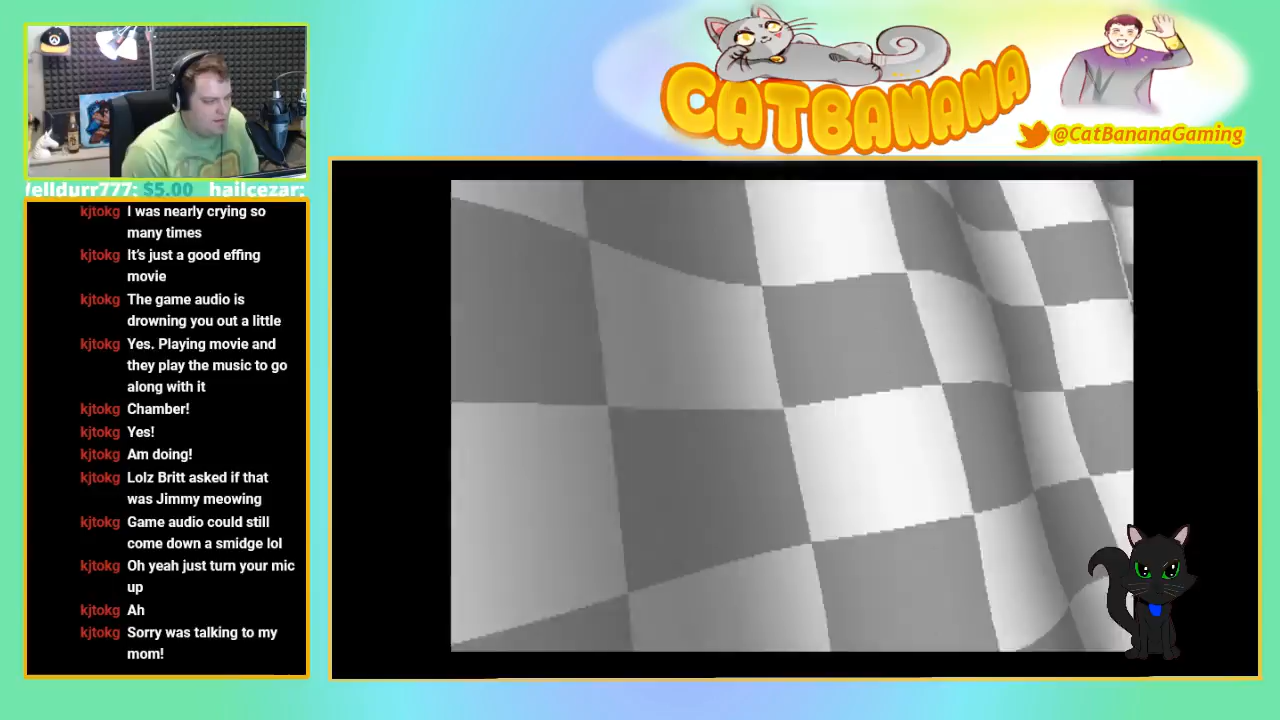 CATBANANA
@CatBananaGaming
elldurr777: $5.00 hailcezar:
kjtokg I was nearly crying so
many times
kjtokg It's just a good effing
movie
kjtokg The game audio is
drowning you out a little
kjtokg Yes. Playing movie and
they play the music to go
along with it
kjtokg Chamber!
kjtokg Yes!
kjtokg Am doing!
kjtokg Lolz Britt asked if that
was Jimmy meowing
kjtokg Game audio could still
come down a smidge lol
kjtokg Oh yeah just turn your mic
up
kjtokg Ah
kjtokg Sorry was talking to my
mom!